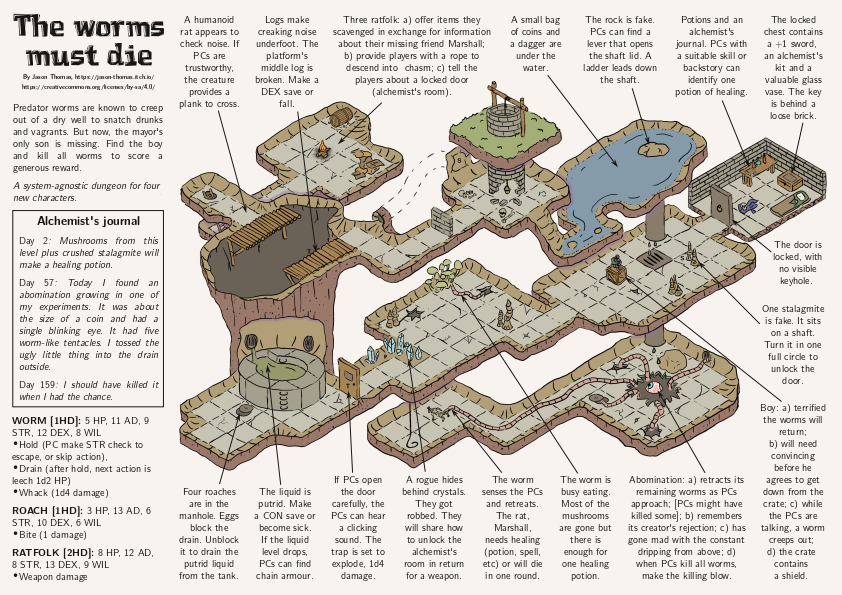 The worms
must die
By Jason Thomas, https://jason-thomas.itch.io/
https://creativecommons.org/licenses/by-sa/4.0/
Predator worms are known to creep
out of a dry well to snatch drunks
and vagrants. But now, the mayor's
only son is missing. Find the boy
and kill all worms to score a
generous reward.
A system-agnostic dungeon for four
new characters.
Alchemist's journal
Day 2: Mushrooms from this
level plus crushed stalagmite will
make a healing potion.
Day 57: Today I found an
abomination growing in one of
my experiments. It was about
the size of a coin and had a
single blinking eye. It had five
worm-like tentacles. I tossed the
ugly little thing into the drain
outside.
Day 159: I should have killed it
when I had the chance.
WORM [1HD]: 5 HP, 11 AD, 9
STR, 12 DEX, 8 WIL
•Hold (PC make STR check to
escape, or skip action),
•Drain (after hold, next action is
leech 1d2 HP)
•Whack (1d4 damage)
ROACH [1HD]: 3 HP, 13 AD, 6
STR, 10 DEX, 6 WIL
•Bite (1 damage)
RATFOLK [2HD]: 8 HP, 12 AD,
8 STR, 13 DEX, 9 WIL
•Weapon damage
A humanoid
rat appears to
check noise. If
PCs are
trustworthy,
the creature
provides a
plank to cross.
Logs make
creaking noise
underfoot. The
platform's
middle log is
broken. Make a
DEX save or
fall.
Three ratfolk: a) offer items they
scavenged in exchange for information
about their missing friend Marshall;
b) provide players with a rope to
descend into chasm; c) tell the
players about a locked door
(alchemist's room).
A small bag
of coins and
a dagger are
under the
water.
The rock is fake.
PCs can find a
lever that opens
the shaft lid. A
ladder leads down
the shaft.
Potions and an
alchemist's
journal. PCs with
a suitable skill or
backstory can
identify one
potion of healing.
The locked
chest contains
a +1 sword,
an alchemist's
kit and a
valuable glass
vase. The key
is behind a
loose brick.
The door is
locked, with
no visible
keyhole.
One stalagmite
is fake. It sits
on a shaft.
Turn it in one
full circle to
unlock the
door.
Boy: a) terrified
the worms will
return;
b) will need
convincing
before he
agrees to get
down from the
crate; c) while
the PCs are
talking, a worm
creeps out;
d) the crate
contains
a shield.
Four roaches
are in the
manhole. Eggs
block the
drain. Unblock
it to drain the
putrid liquid
from the tank.
The liquid is
putrid. Make
a CON save or
become sick.
If the liquid
level drops,
PCs can find
chain armour.
If PCs open
the door
carefully, the
PCs can hear
a clicking
sound. The
trap is set to
explode, 1d4
damage.
A rogue hides
behind crystals.
They got
robbed. They
will share how
to unlock the
alchemist's
room in return
for a weapon.
The worm
senses the PCs
and retreats.
The rat,
Marshall,
needs healing
(potion, spell,
etc) or will die
in one round.
The worm is
busy eating.
Most of the
mushrooms
are gone but
there is
enough for
one healing
potion.
Abomination: a) retracts its
remaining worms as PCs
approach; [PCs might have
killed some]; b) remembers
its creator's rejection; c) has
gone mad with the constant
dripping from above; d)
when PCs kill all worms,
make the killing blow.